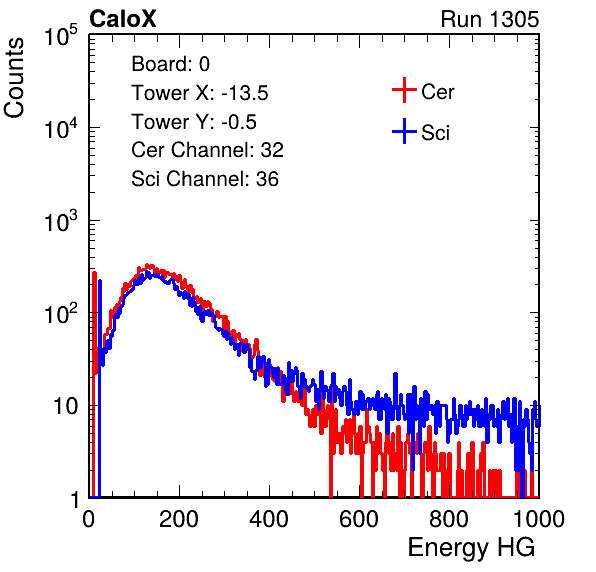 CaloX
Run 1305
Counts
Board: 0
Tower X: -13.5
Tower Y: -0.5
Cer Channel: 32
Sci Channel: 36
Cer
Sci
10^5
10^4
10^3
10^2
10
1
0 200 400 600 800 1000
Energy HG